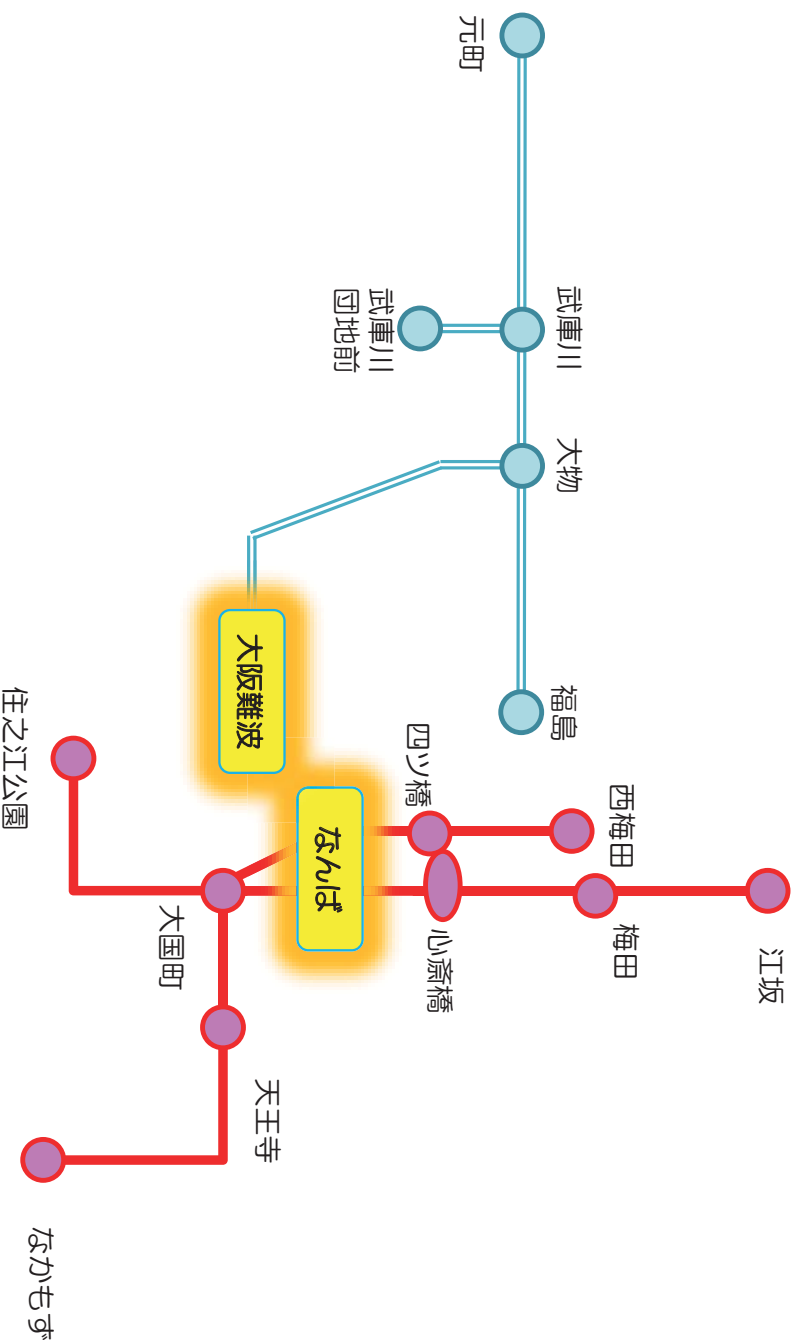 元町
武庫川
武庫川
団地前
大物
福島
大阪難波
なんば
四ツ橋
西梅田
心斎橋
梅田
江坂
住之江公園
大国町
天王寺
なかもず